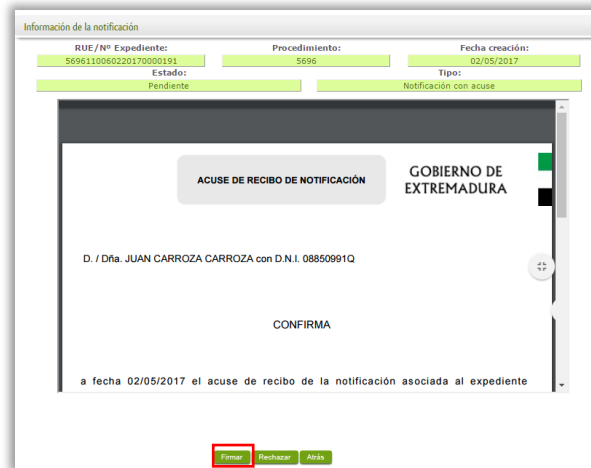 Información de la notificación
RUE/Nº Expediente: Procedimiento: Fecha creación:
5696110060220170000191 5696 02/05/2017
Estado: Tipo:
Pendiente Notificación con acuse
ACUSE DE RECIBO DE NOTIFICACIÓN
GOBIERNO DE
EXTREMADURA
D. / Dña. JUAN CARROZA CARROZA con D.N.I. 08850991Q
CONFIRMA
a fecha 02/05/2017 el acuse de recibo de la notificación asociada al expediente
Firmar Rechazar Atrás